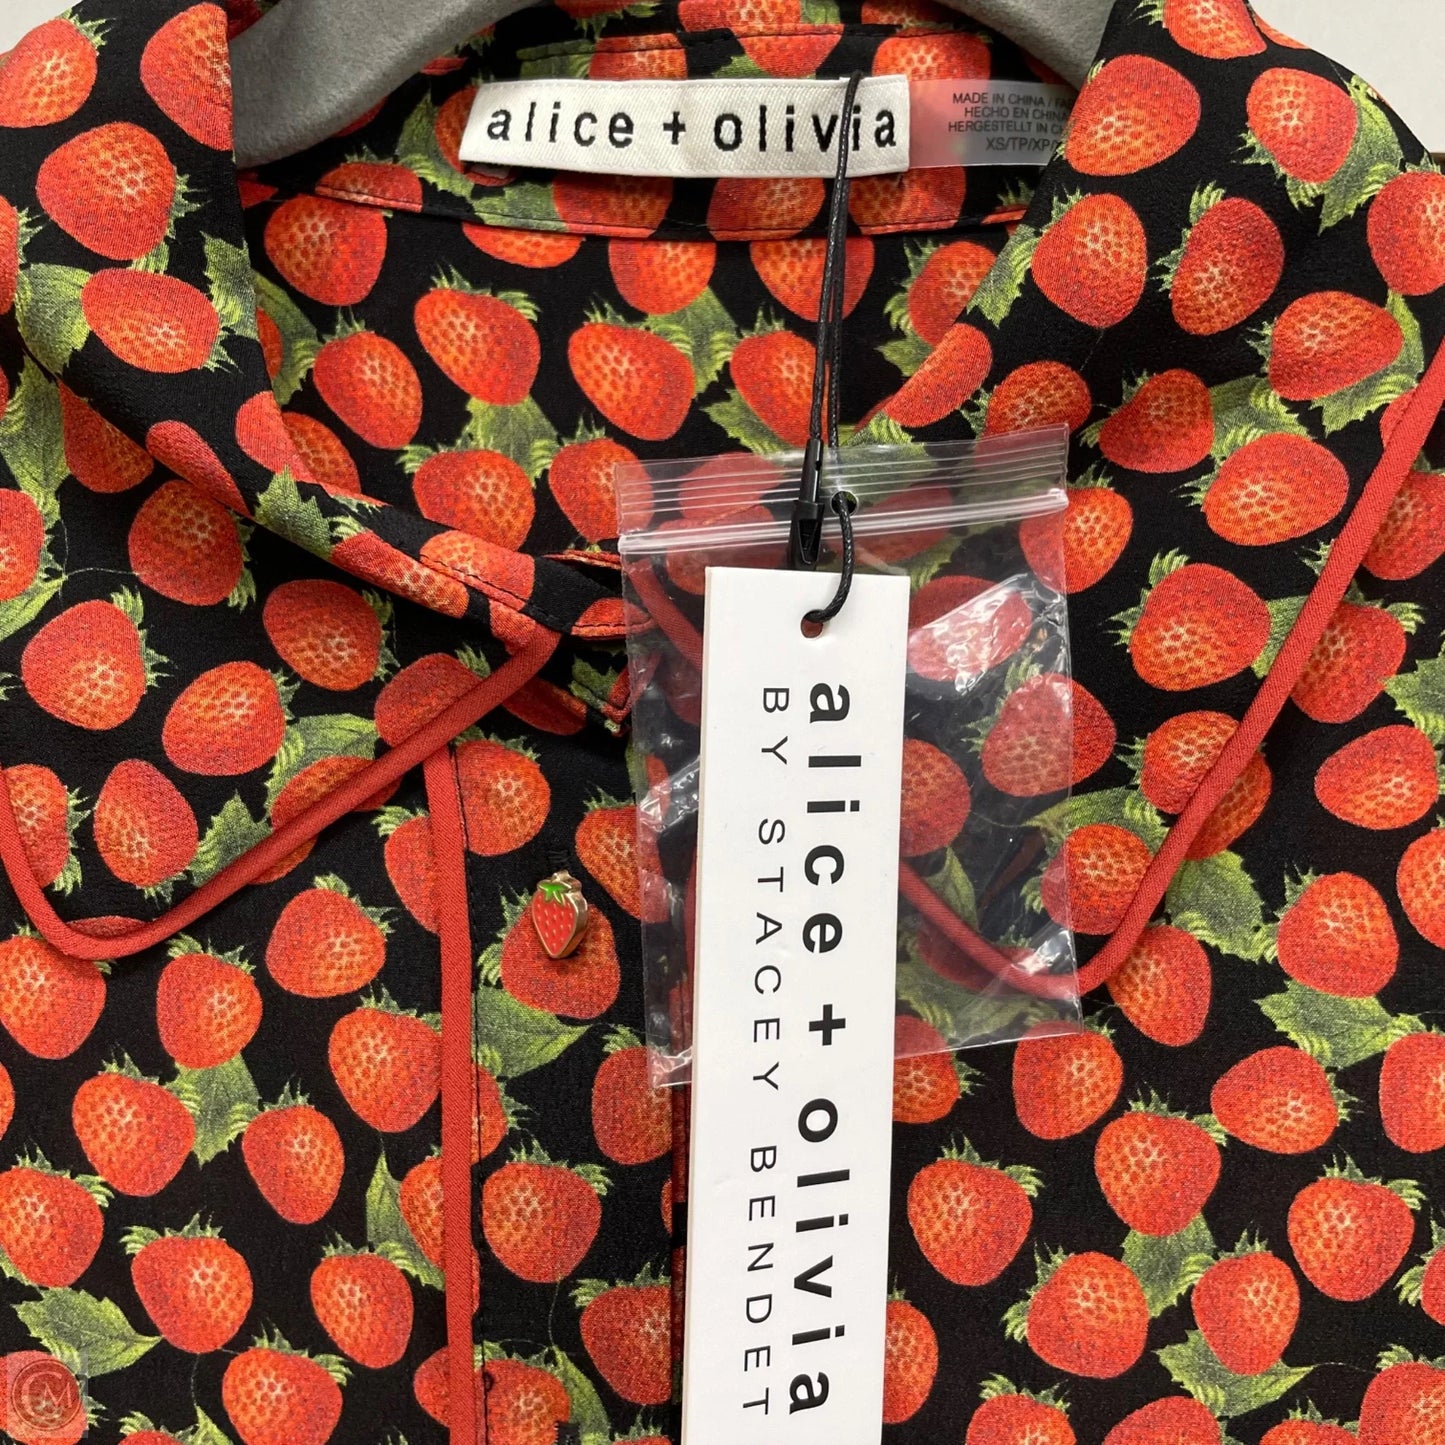 alice + olivia
MADE IN CHINA / FA
HECHO EN CHINA
HERGESTELLT IN CH
XS/TP/XP/
alice + olivia
BY STACEY BENDET
CM